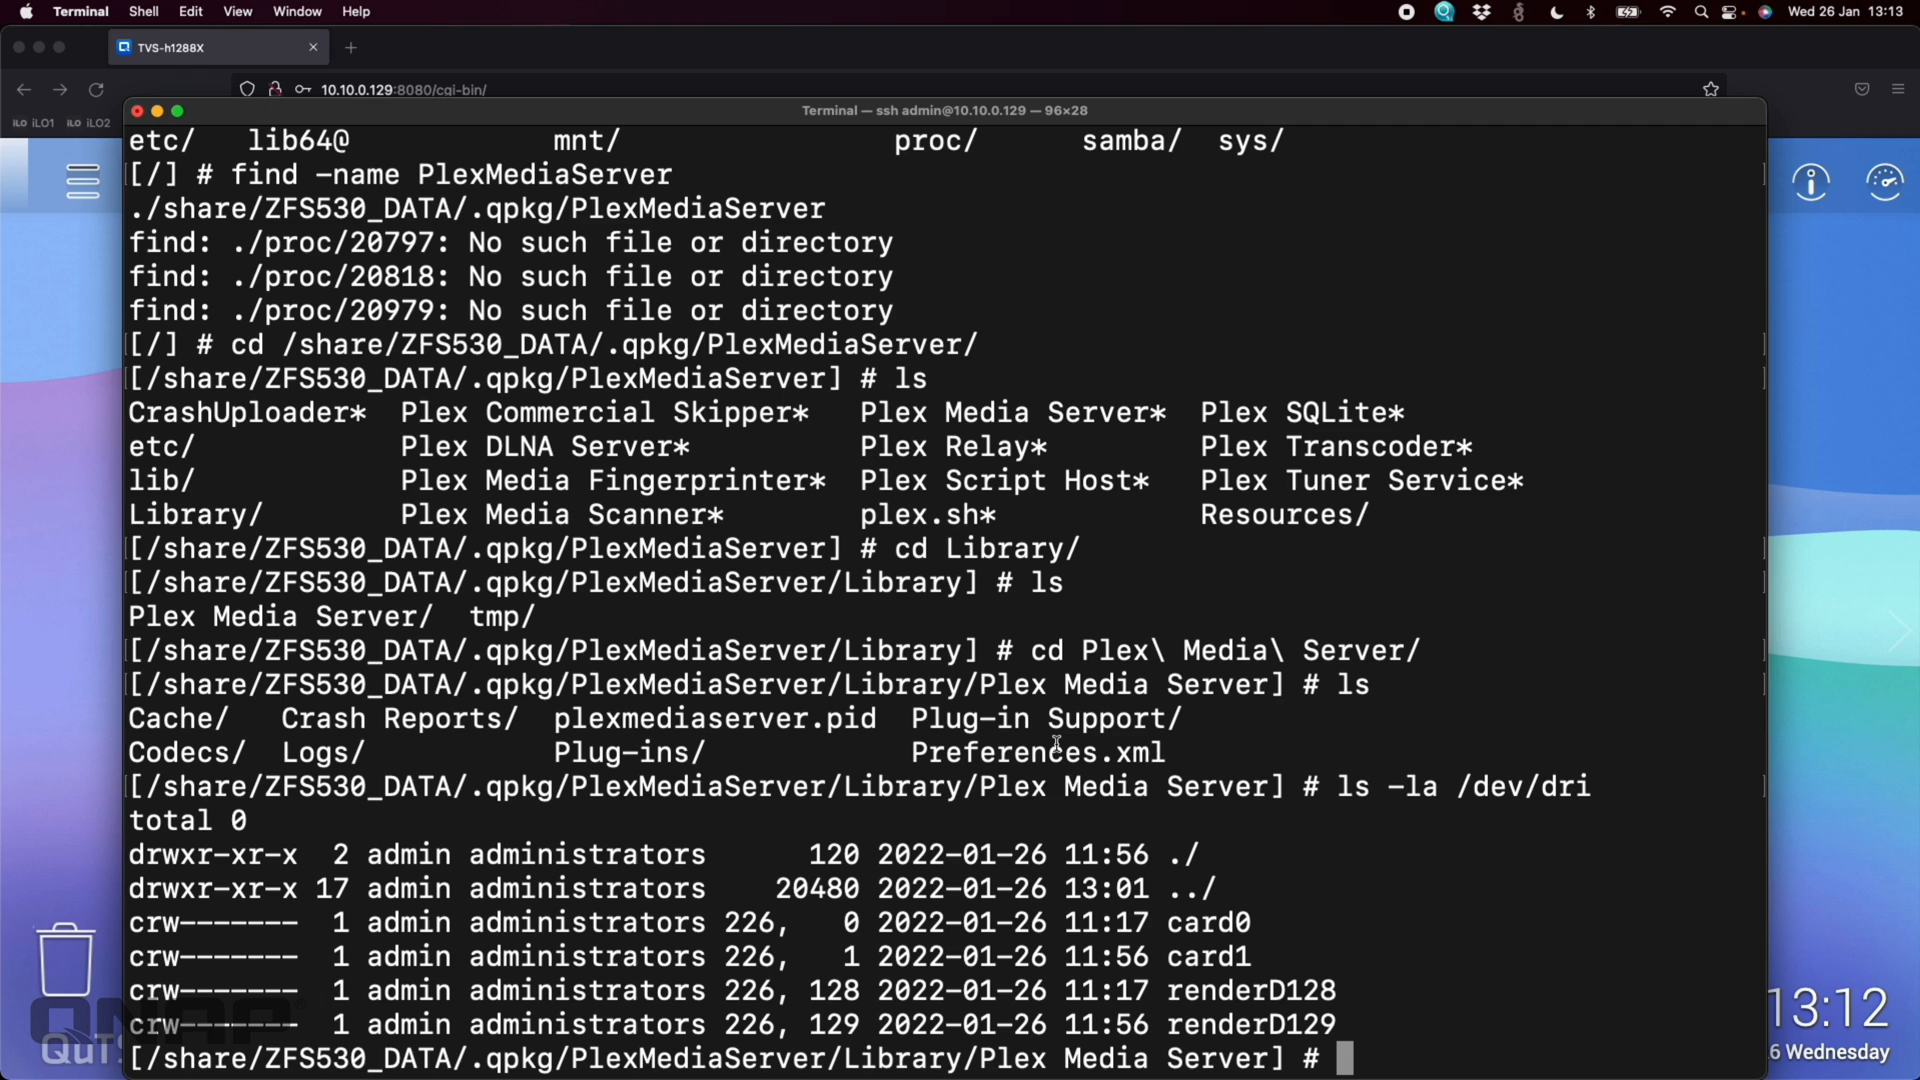 Terminal Shell Edit View Window Help Wed 26 Jan 13:13
TVS-h1288X
10.10.0.129:8080/cgi-bin/
iLO iLO1 iLO iLO2
Terminal — ssh admin@10.10.0.129 — 96×28
etc/ lib64@ mnt/ proc/ samba/ sys/
[/] # find -name PlexMediaServer
./share/ZFS530_DATA/.qpkg/PlexMediaServer
find: ./proc/20797: No such file or directory
find: ./proc/20818: No such file or directory
find: ./proc/20979: No such file or directory
[/] # cd /share/ZFS530_DATA/.qpkg/PlexMediaServer/
[/share/ZFS530_DATA/.qpkg/PlexMediaServer] # ls
CrashUploader* Plex Commercial Skipper* Plex Media Server* Plex SQLite*
etc/ Plex DLNA Server* Plex Relay* Plex Transcoder*
lib/ Plex Media Fingerprinter* Plex Script Host* Plex Tuner Service*
Library/ Plex Media Scanner* plex.sh* Resources/
[/share/ZFS530_DATA/.qpkg/PlexMediaServer] # cd Library/
[/share/ZFS530_DATA/.qpkg/PlexMediaServer/Library] # ls
Plex Media Server/ tmp/
[/share/ZFS530_DATA/.qpkg/PlexMediaServer/Library] # cd Plex\ Media\ Server/
[/share/ZFS530_DATA/.qpkg/PlexMediaServer/Library/Plex Media Server] # ls
Cache/ Crash Reports/ plexmediaserver.pid Plug-in Support/
Codecs/ Logs/ Plug-ins/ Preferences.xml
[/share/ZFS530_DATA/.qpkg/PlexMediaServer/Library/Plex Media Server] # ls -la /dev/dri
total 0
drwxr-xr-x 2 admin administrators 120 2022-01-26 11:56 ./
drwxr-xr-x 17 admin administrators 20480 2022-01-26 13:01 ../
crw------- 1 admin administrators 226, 0 2022-01-26 11:17 card0
crw------- 1 admin administrators 226, 1 2022-01-26 11:56 card1
crw------- 1 admin administrators 226, 128 2022-01-26 11:17 renderD128
crw------- 1 admin administrators 226, 129 2022-01-26 11:56 renderD129
[/share/ZFS530_DATA/.qpkg/PlexMediaServer/Library/Plex Media Server] #
QNAP
QuTS
13:12
6 Wednesday